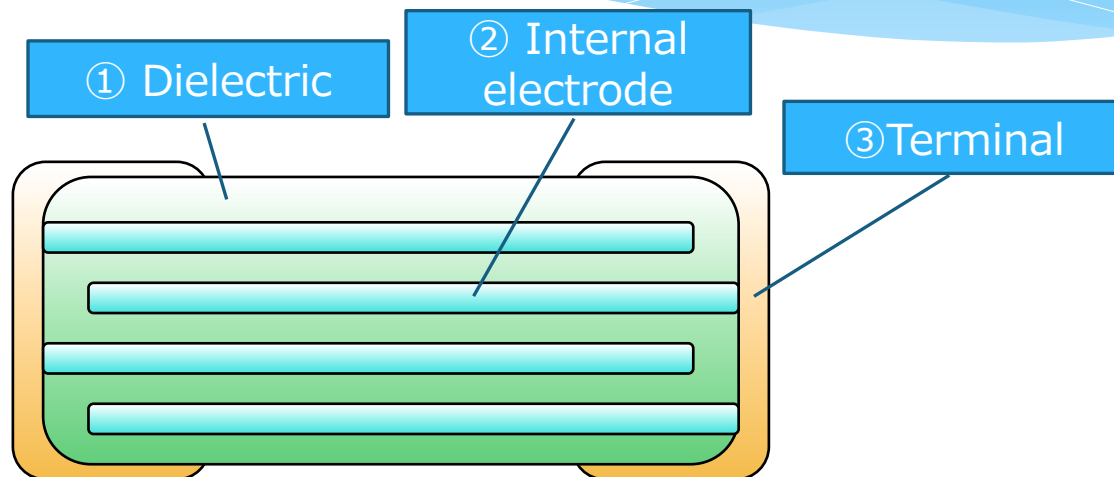 ① Dielectric
② Internal
electrode
③Terminal